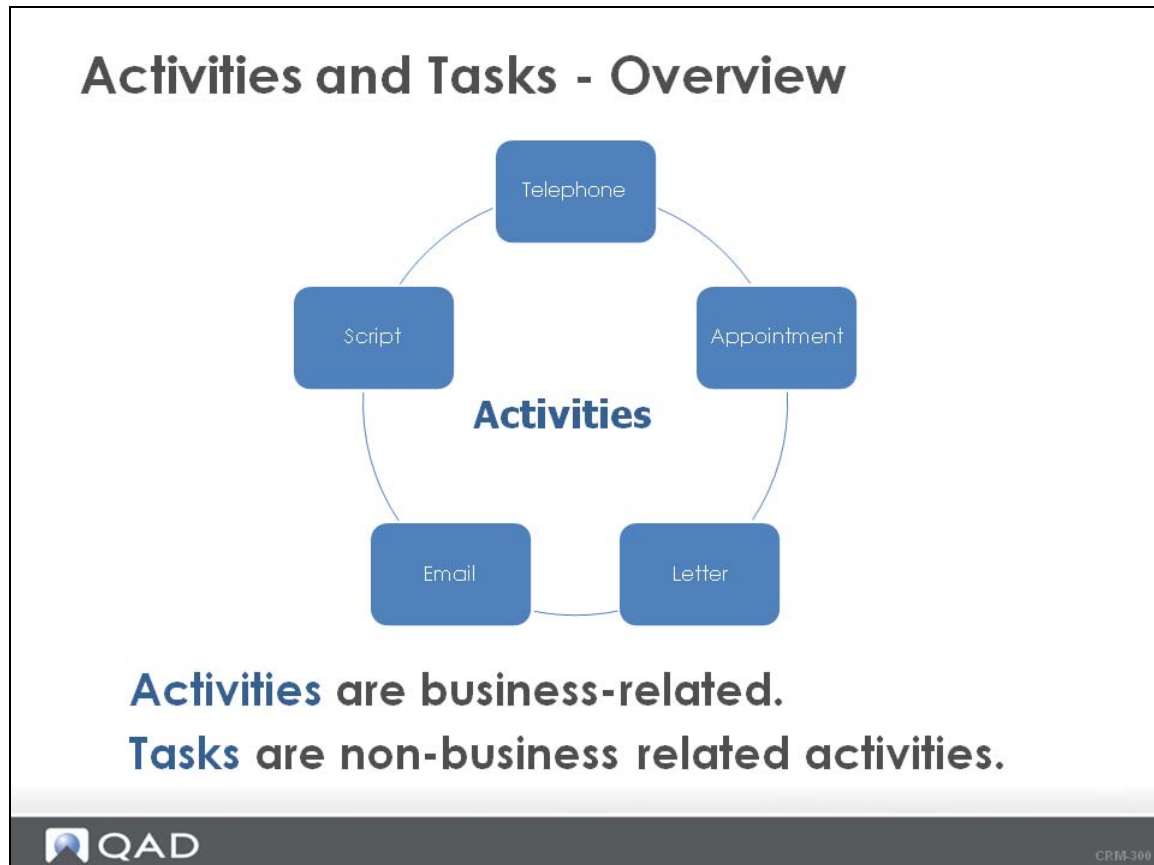 Activities and Tasks - Overview
Telephone
Script
Appointment
Activities
Email
Letter
Activities are business-related.
Tasks are non-business related activities.
QAD
CRM-300